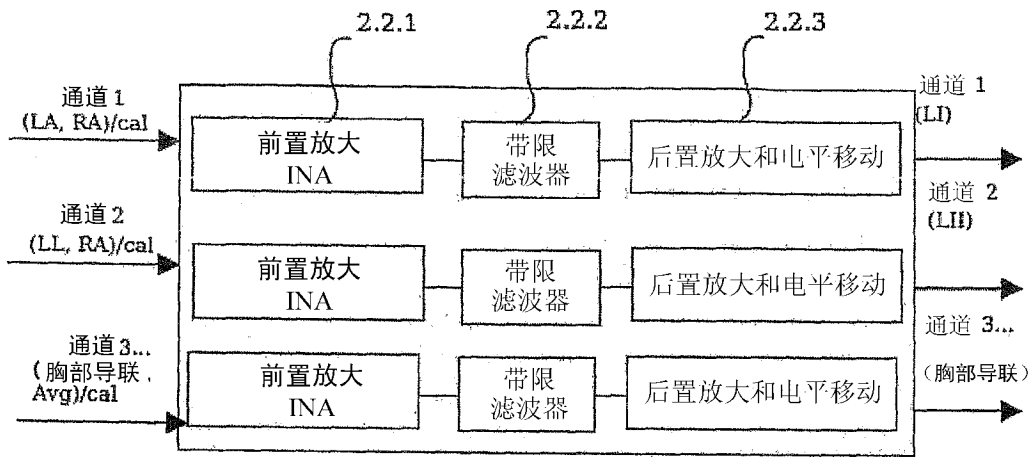 2.2.1
2.2.2
2.2.3
通道1
(LA, RA)/cal
前置放大
INA
带限
滤波器
后置放大和电平移动
通道 1
(LI)
通道2
(LL, RA)/cal
前置放大
INA
带限
滤波器
后置放大和电平移动
通道 2
(LII)
通道3...
(胸部导联,
Avg)/cal
前置放大
INA
带限
滤波器
后置放大和电平移动
通道 3...
(胸部导联)